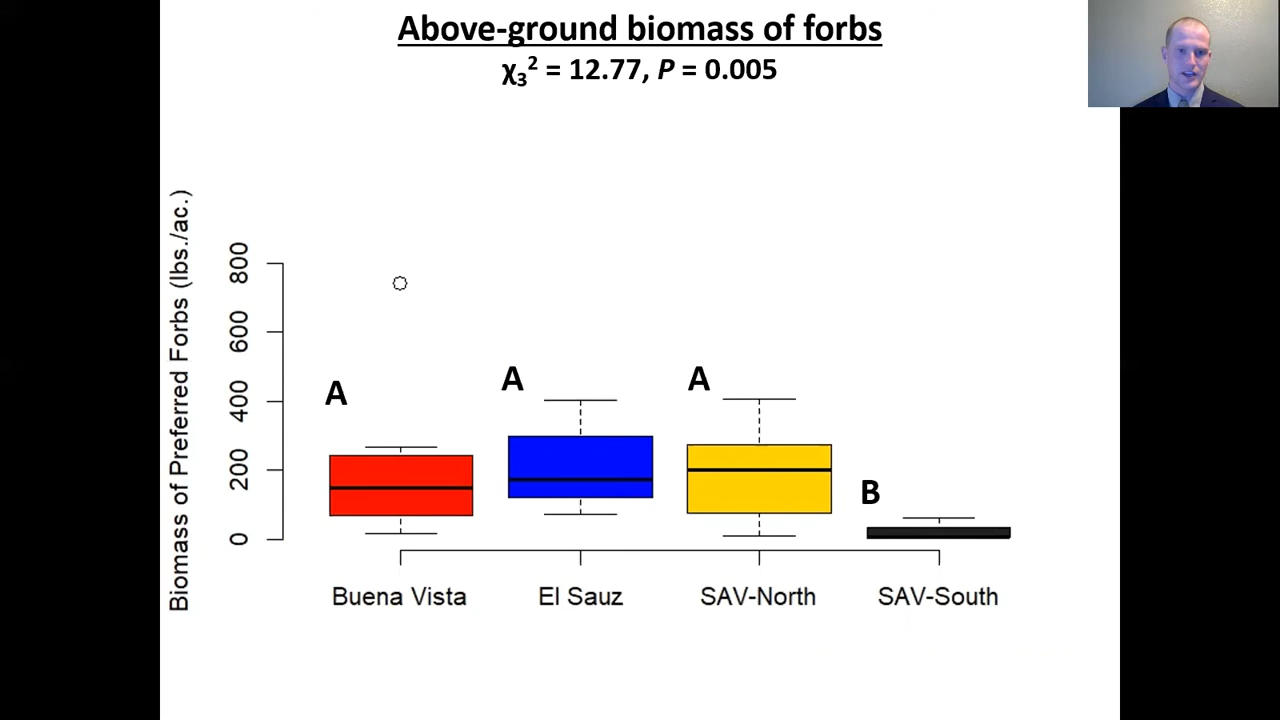 Above-ground biomass of forbs
χ₃² = 12.77, P = 0.005
Biomass of Preferred Forbs (lbs./ac.)
800
600
400
200
0
A
A
A
B
Buena Vista
El Sauz
SAV-North
SAV-South